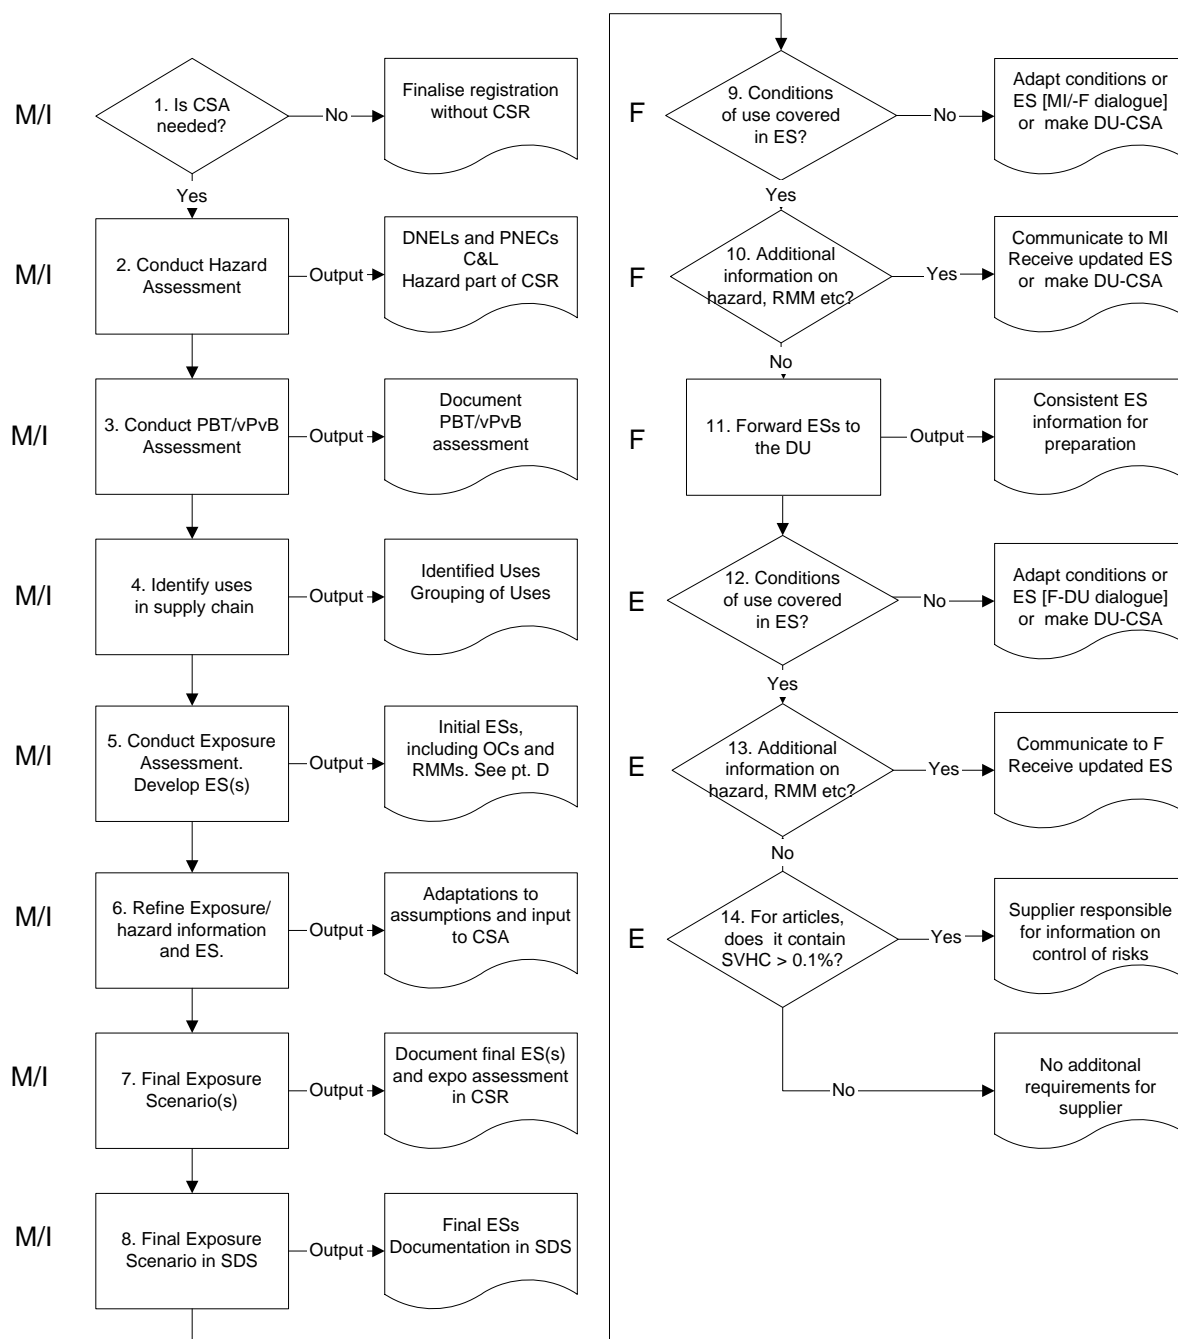 M/I
1. Is CSA
needed?
No
Finalise registration
without CSR
Yes
M/I
2. Conduct Hazard
Assessment
Output
DNELs and PNECs
C&L
Hazard part of CSR
M/I
3. Conduct PBT/vPvB
Assessment
Output
Document
PBT/vPvB
assessment
M/I
4. Identify uses
in supply chain
Output
Identified Uses
Grouping of Uses
M/I
5. Conduct Exposure
Assessment.
Develop ES(s)
Output
Initial ESs,
including OCs and
RMMs. See pt. D
M/I
6. Refine Exposure/
hazard information
and ES.
Adaptations to
assumptions and input
to CSA
M/I
7. Final Exposure
Scenario(s)
Output
Document final ES(s)
and expo assessment
in CSR
M/I
8. Final Exposure
Scenario in SDS
Output
Final ESs
Documentation in SDS
F
9. Conditions
of use covered
in ES?
No
Adapt conditions or
ES [MI/-F dialogue]
or make DU-CSA
Yes
F
10. Additional
information on
hazard, RMM etc?
Yes
Communicate to MI
Receive updated ES
or make DU-CSA
No
F
11. Forward ESs to
the DU
Output
Consistent ES
information for
preparation
E
12. Conditions
of use covered
in ES?
No
Adapt conditions or
ES [F-DU dialogue]
or make DU-CSA
Yes
E
13. Additional
information on
hazard, RMM etc?
Yes
Communicate to F
Receive updated ES
No
E
14. For articles,
does it contain
SVHC > 0.1%?
Yes
Supplier responsible
for information on
control of risks
No
No additonal
requirements for
supplier